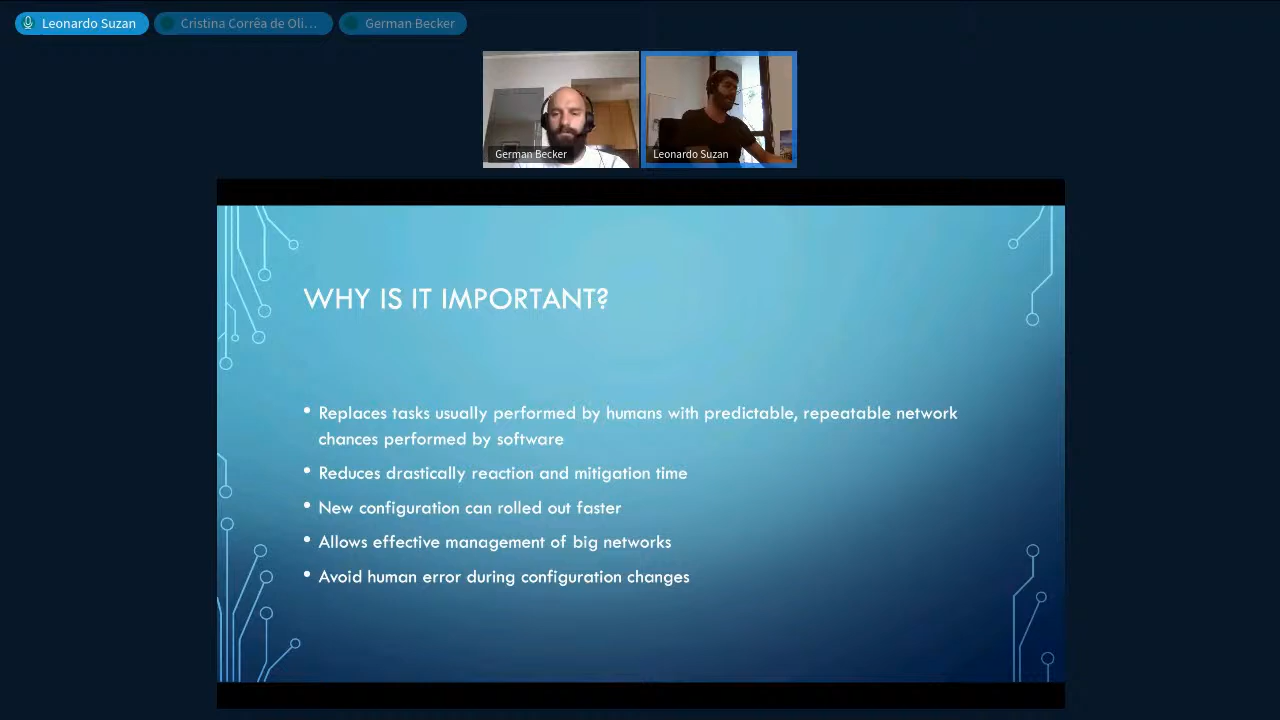 Leonardo Suzan
Cristina Corrêa de Oli...
German Becker
German Becker
Leonardo Suzan
WHY IS IT IMPORTANT?
• Replaces tasks usually performed by humans with predictable, repeatable network
chances performed by software
• Reduces drastically reaction and mitigation time
• New configuration can rolled out faster
• Allows effective management of big networks
• Avoid human error during configuration changes